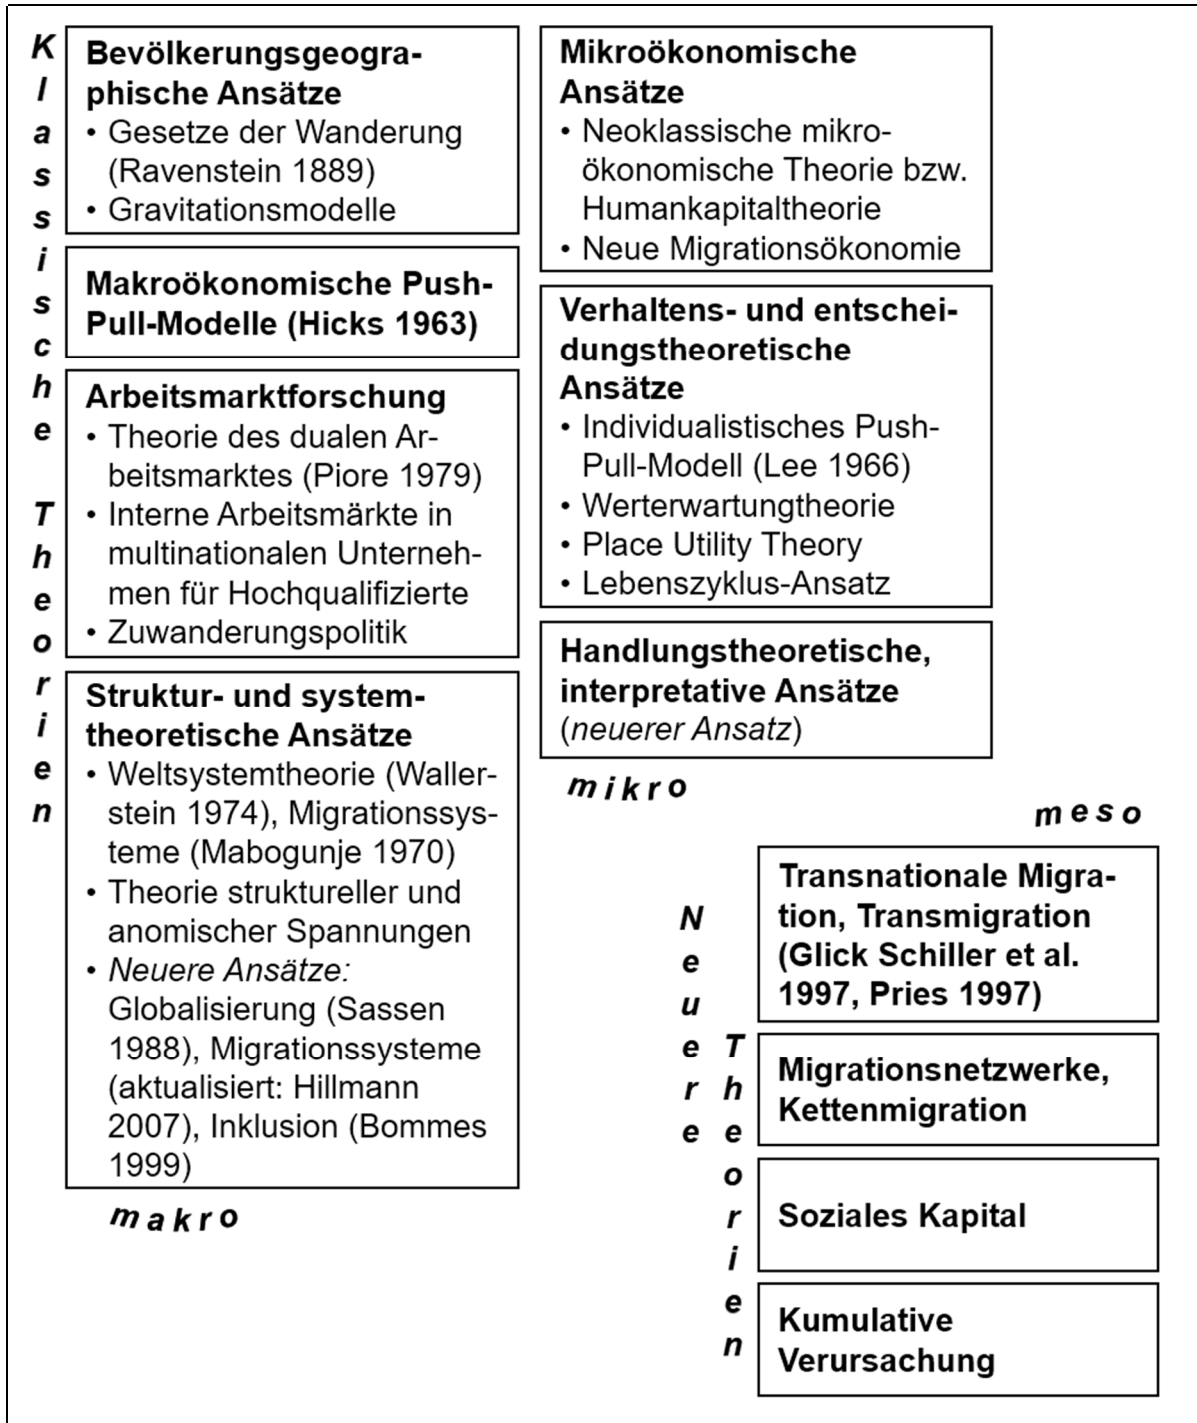 Klassische Theorien
Bevölkerungsgeogra-
phische Ansätze
• Gesetze der Wanderung
(Ravenstein 1889)
• Gravitationsmodelle
Makroökonomische Push-
Pull-Modelle (Hicks 1963)
Arbeitsmarktforschung
• Theorie des dualen Ar-
beitsmarktes (Piore 1979)
• Interne Arbeitsmärkte in
multinationalen Unterneh-
men für Hochqualifizierte
• Zuwanderungspolitik
Struktur- und system-
theoretische Ansätze
• Weltsystemtheorie (Waller-
stein 1974), Migrationssys-
teme (Mabogunje 1970)
• Theorie struktureller und
anomischer Spannungen
• Neuere Ansätze:
Globalisierung (Sassen
1988), Migrationssysteme
(aktualisiert: Hillmann
2007), Inklusion (Bommes
1999)
makro
Mikroökonomische
Ansätze
• Neoklassische mikro-
ökonomische Theorie bzw.
Humankapitaltheorie
• Neue Migrationsökonomie
Verhaltens- und entschei-
dungstheoretische
Ansätze
• Individualistisches Push-
Pull-Modell (Lee 1966)
• Werterwartungtheorie
• Place Utility Theory
• Lebenszyklus-Ansatz
Handlungstheoretische,
interpretative Ansätze
(neuerer Ansatz)
mikro
meso
Neuere
Theorien
Transnationale Migra-
tion, Transmigration
(Glick Schiller et al.
1997, Pries 1997)
Migrationsnetzwerke,
Kettenmigration
Soziales Kapital
Kumulative
Verursachung